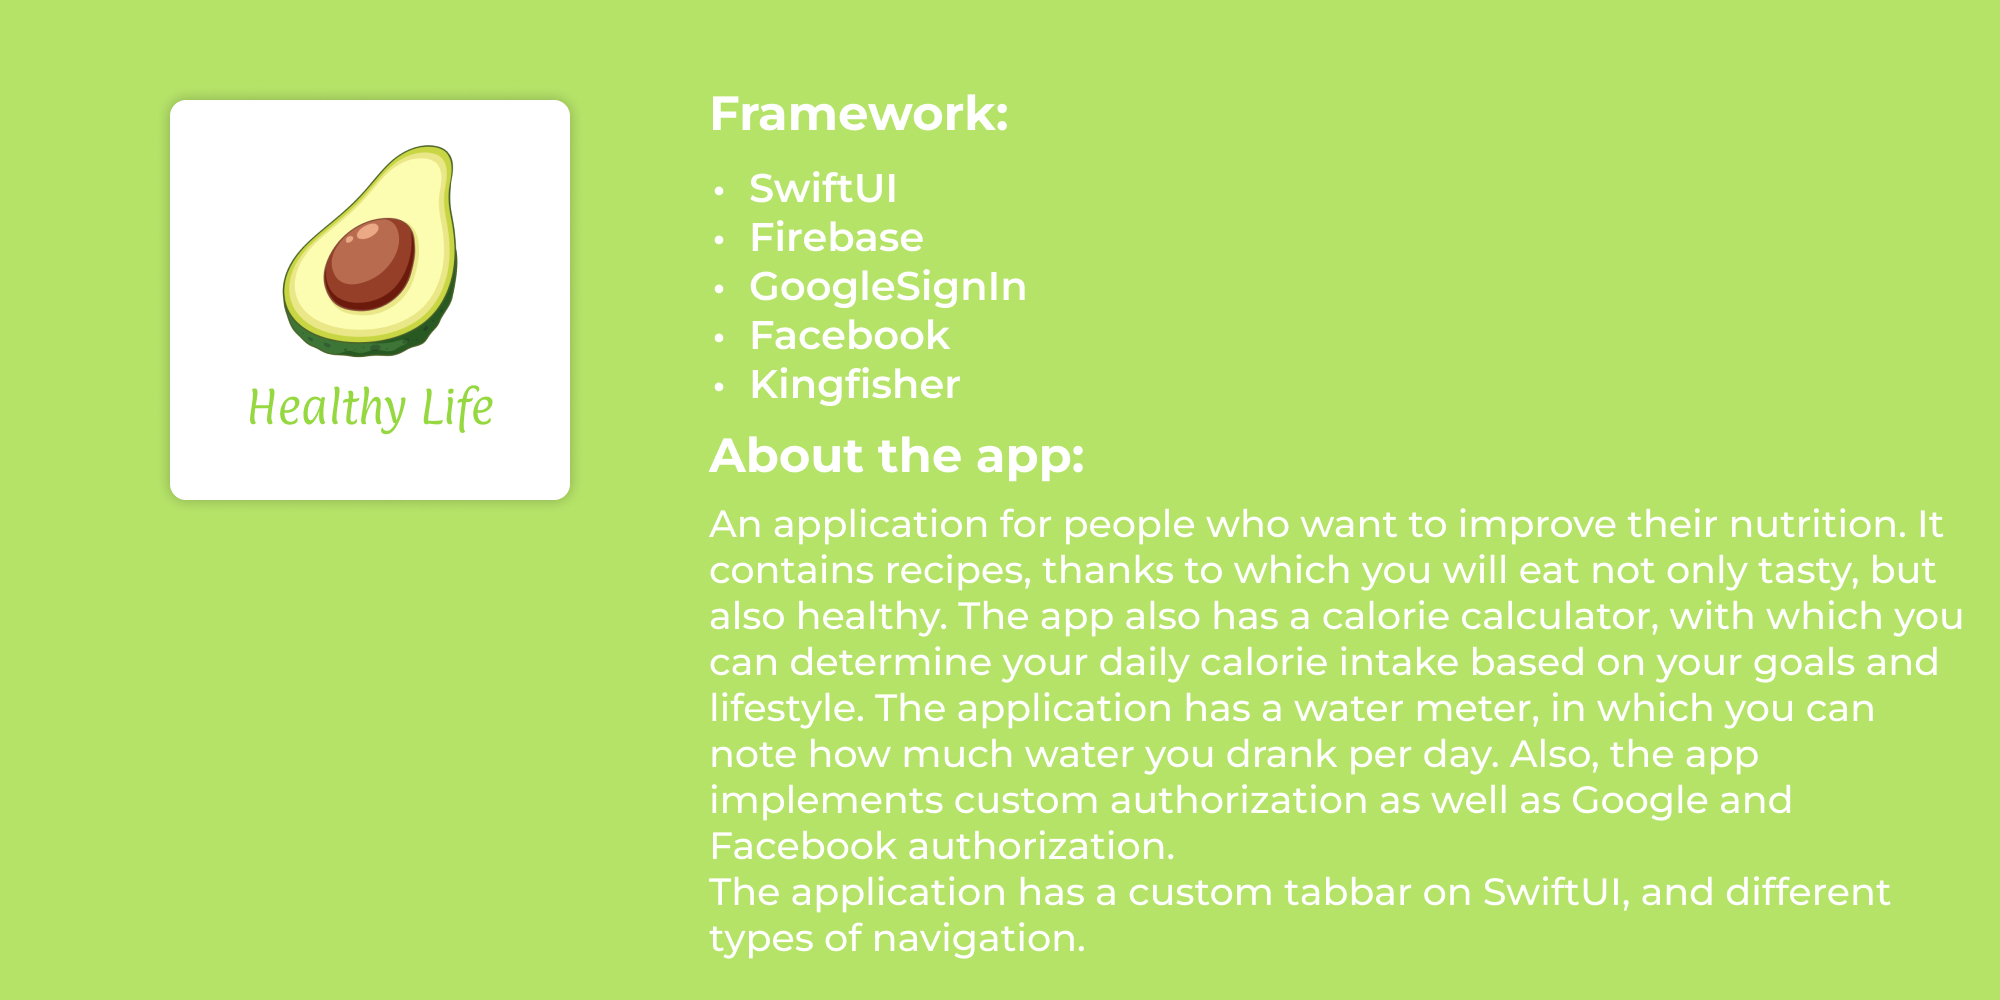 Healthy Life
Framework:
• SwiftUI
• Firebase
• GoogleSignIn
• Facebook
• Kingfisher
About the app:
An application for people who want to improve their nutrition. It
contains recipes, thanks to which you will eat not only tasty, but
also healthy. The app also has a calorie calculator, with which you
can determine your daily calorie intake based on your goals and
lifestyle. The application has a water meter, in which you can
note how much water you drank per day. Also, the app
implements custom authorization as well as Google and
Facebook authorization.
The application has a custom tabbar on SwiftUI, and different
types of navigation.